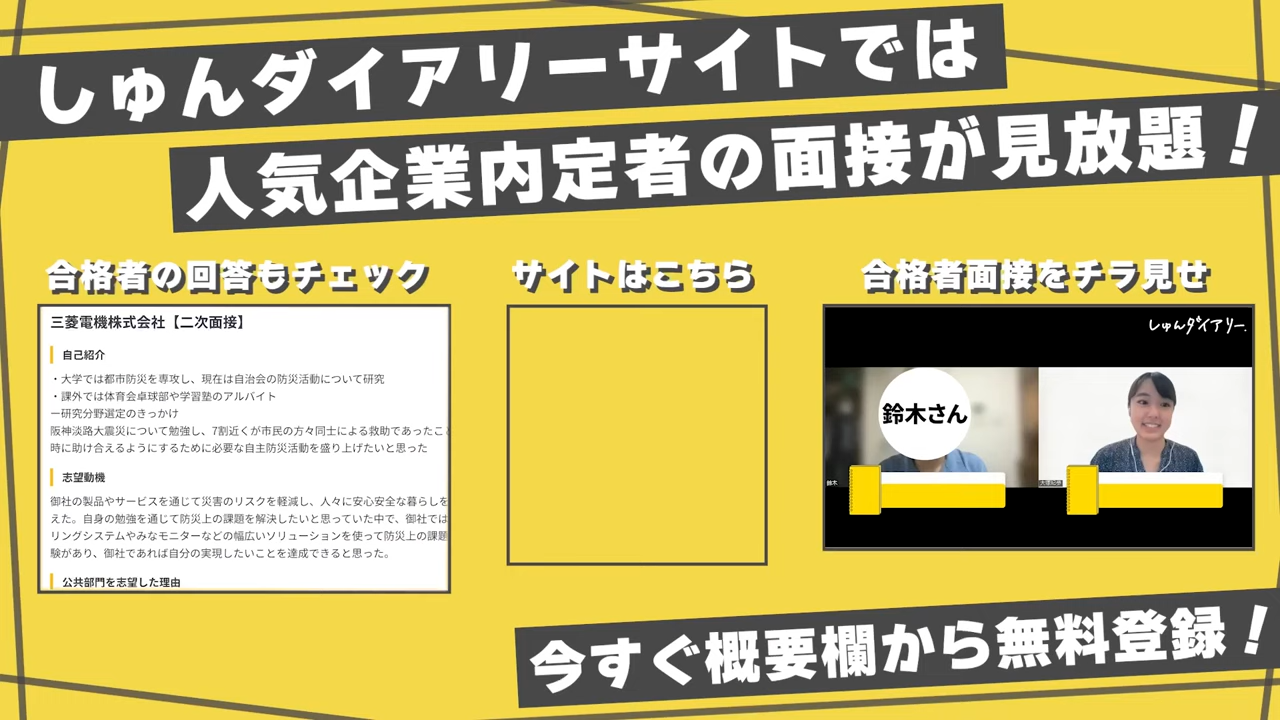 しゅんダイアリーサイトでは
人気企業内定者の面接が見放題！
合格者の回答もチェック
三菱電機株式会社【二次面接】
自己紹介
・大学では都市防災を専攻し、現在は自治会の防災活動について研究
・課外では体育会卓球部や学習塾のアルバイト
ー研究分野選定のきっかけ
阪神淡路大震災について勉強し、7割近くが市民の方々同士による救助であったこ
時に助け合えるようにするために必要な自主防災活動を盛り上げたいと思った
志望動機
御社の製品やサービスを通じて災害のリスクを軽減し、人々に安心安全な暮らしを
えた。自身の勉強を通じて防災上の課題を解決したいと思っていた中で、御社では
リングシステムやみなモニターなどの幅広いソリューションを使って防災上の課題
験があり、御社であれば自分の実現したいことを達成できると思った。
公共部門を志望した理由
サイトはこちら
合格者面接をチラ見せ
しゅんダイアリー.
鈴木さん
鈴木
今すぐ概要欄から無料登録！